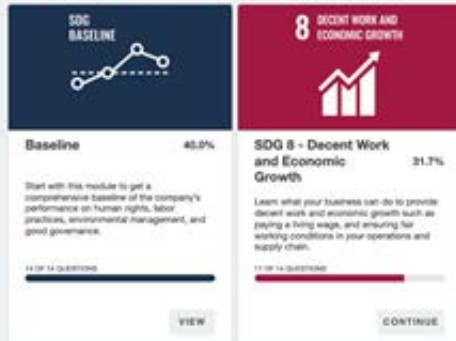 SDG
BASELINE
Baseline 40.0%
Start with this module to get a
comprehensive baseline of the company's
performance on human rights, labor
practices, environmental management, and
good governance.
14 OF 14 QUESTIONS
VIEW
8 DECENT WORK AND
ECONOMIC GROWTH
SDG 8 - Decent Work
and Economic 31.7%
Growth
Learn what your business can do to provide
decent work and economic growth such as
paying a living wage, and ensuring fair
working conditions in your operations and
supply chain.
11 OF 14 QUESTIONS
CONTINUE